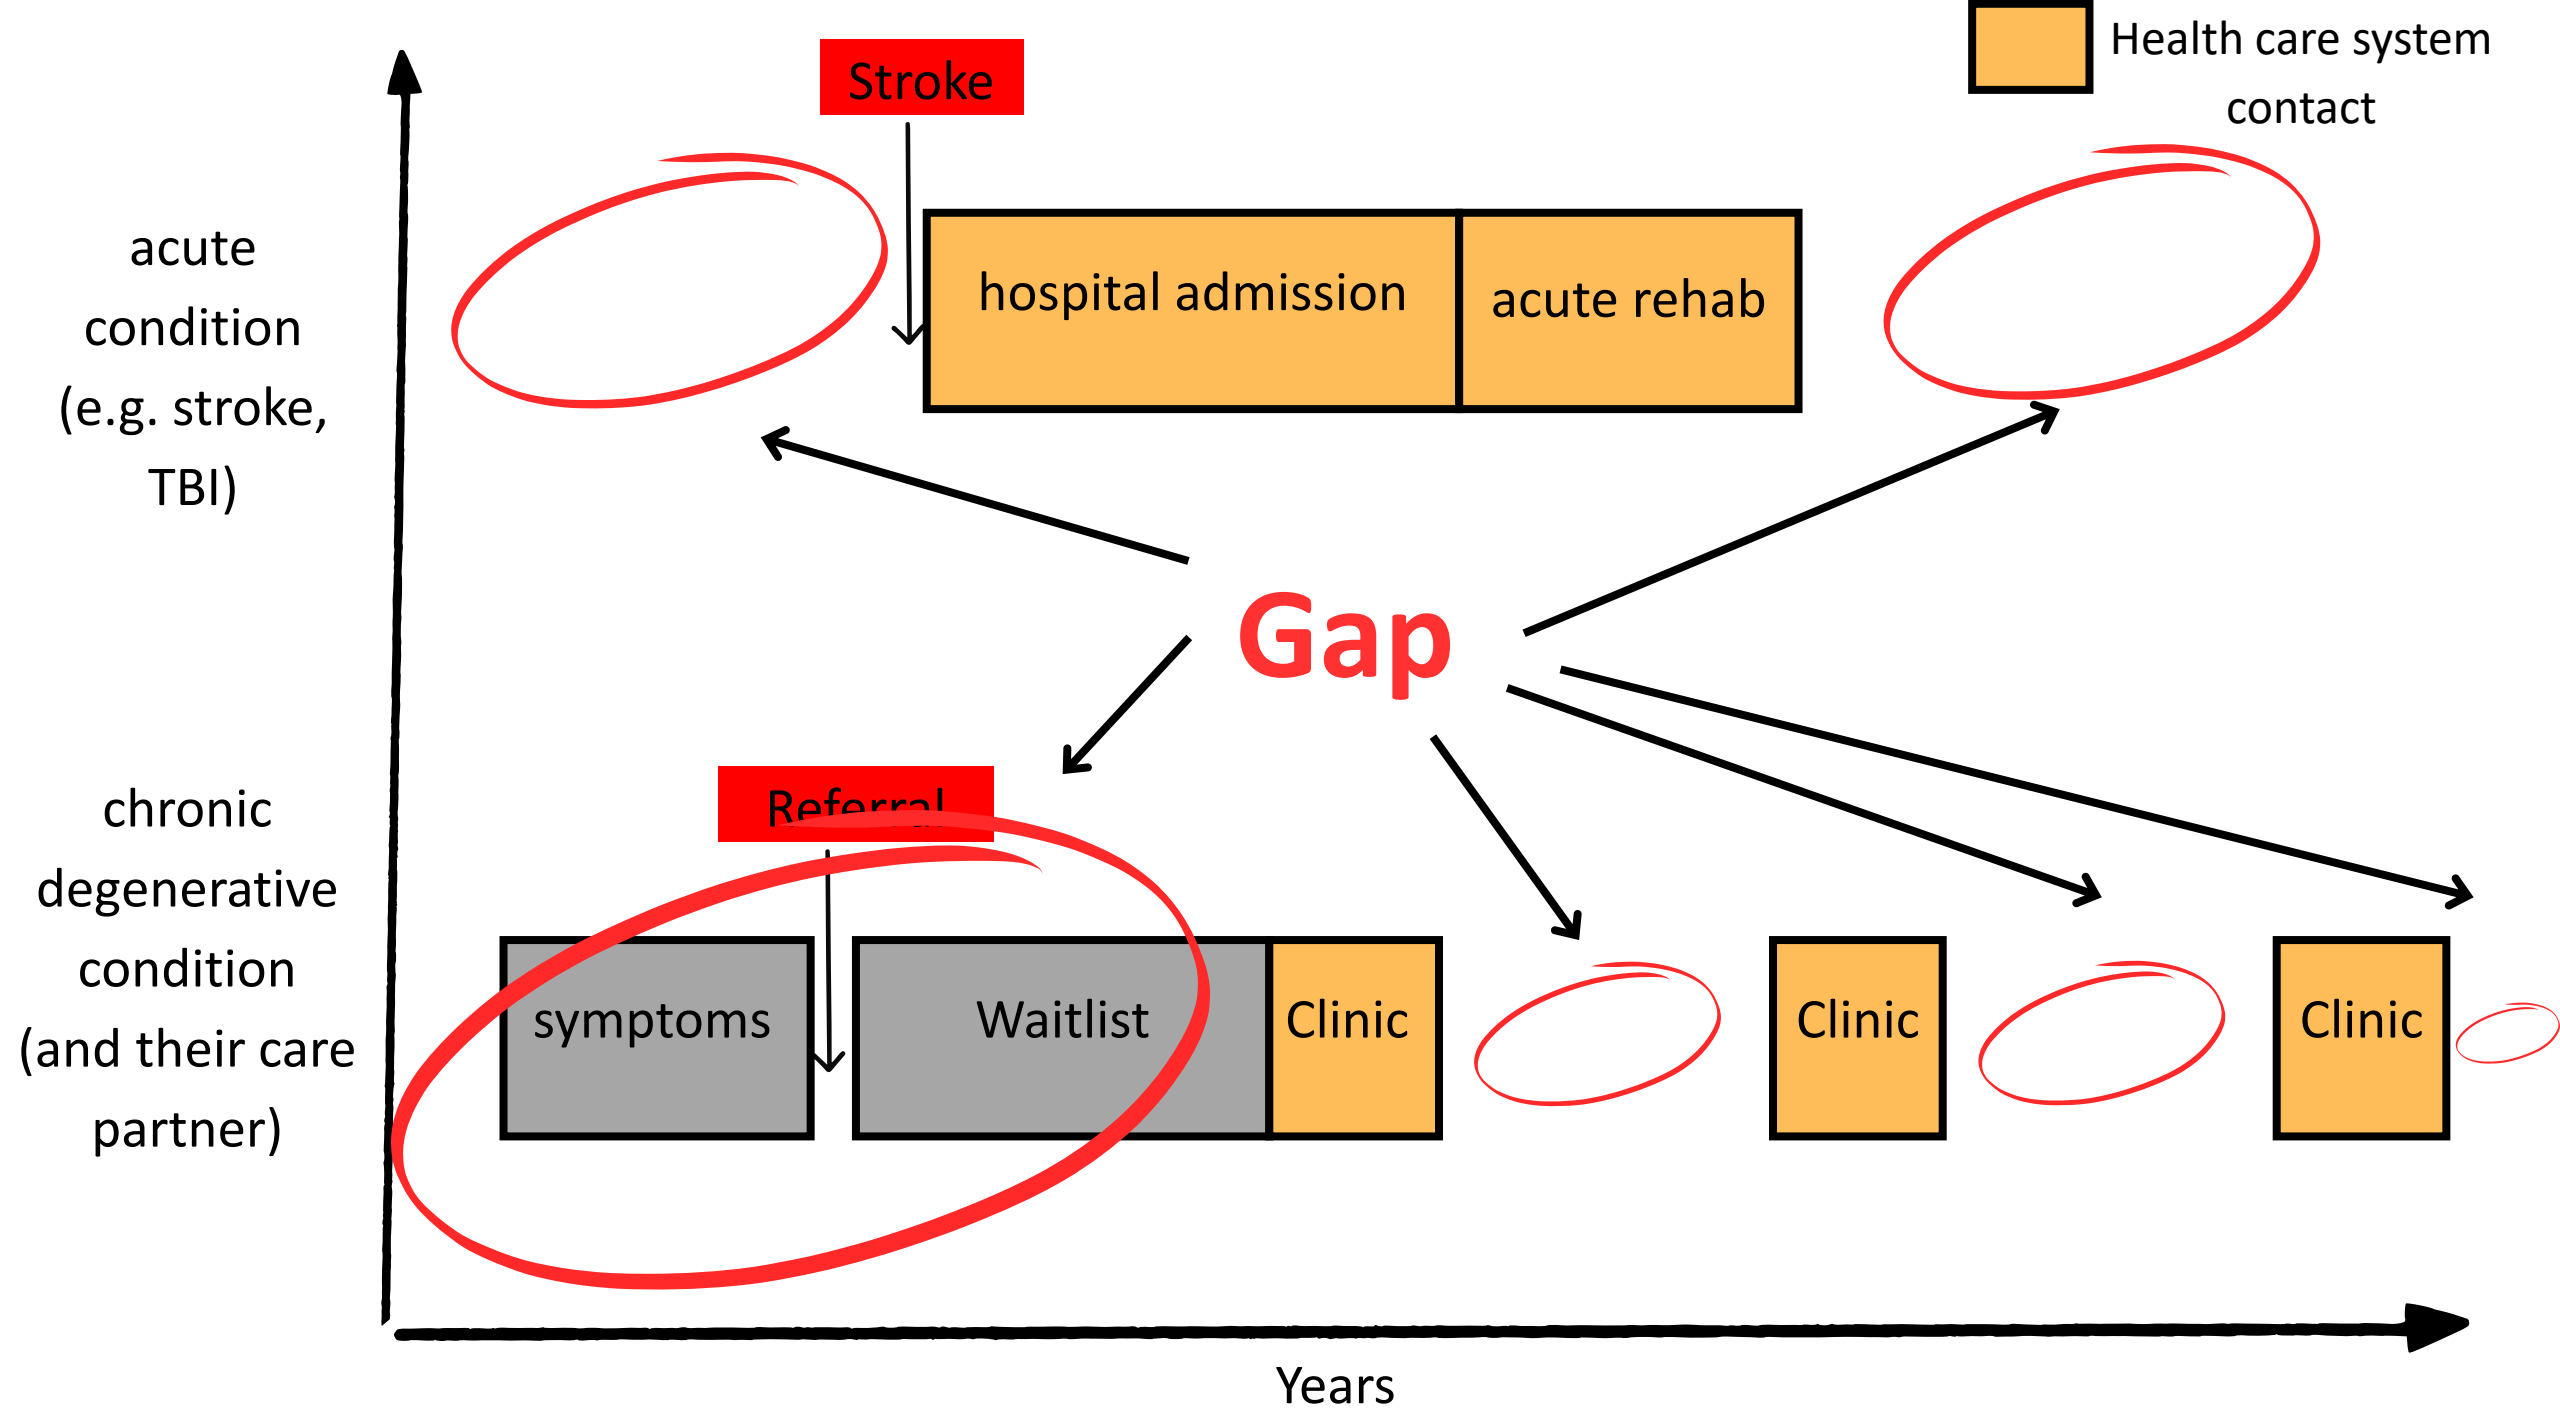 Stroke
Health care system
contact
acute
condition
(e.g. stroke,
TBI)
hospital admission
acute rehab
Gap
Referral
chronic
degenerative
condition
(and their care
partner)
symptoms
Waitlist
Clinic
Clinic
Clinic
Years